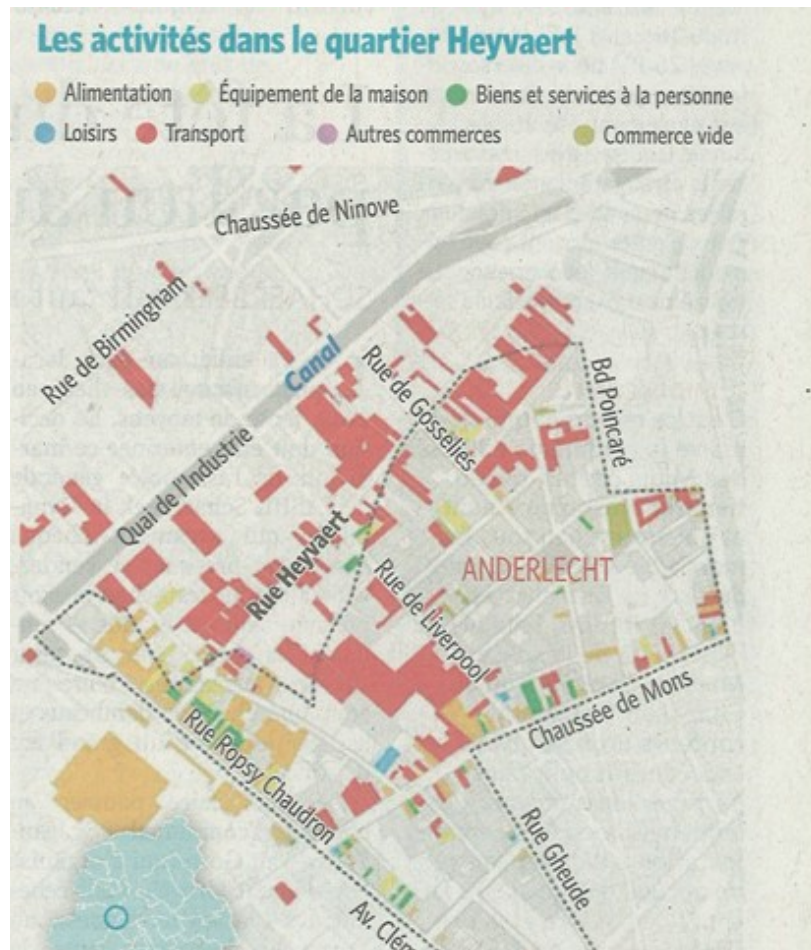 Les activités dans le quartier Heyvaert
Alimentation Équipement de la maison Biens et services à la personne
Loisirs Transport Autres commerces Commerce vide
Chaussée de Ninove
Rue de Birmingham
Canal
Rue de Gosseliés
Bd Poincaré
Quai de l'Industrie
Rue Heyvaert
ANDERLECHT
Rue de Liverpool
Chaussée de Mons
Rue Ropsy Chaudron
Rue Gheude
Av. Clém